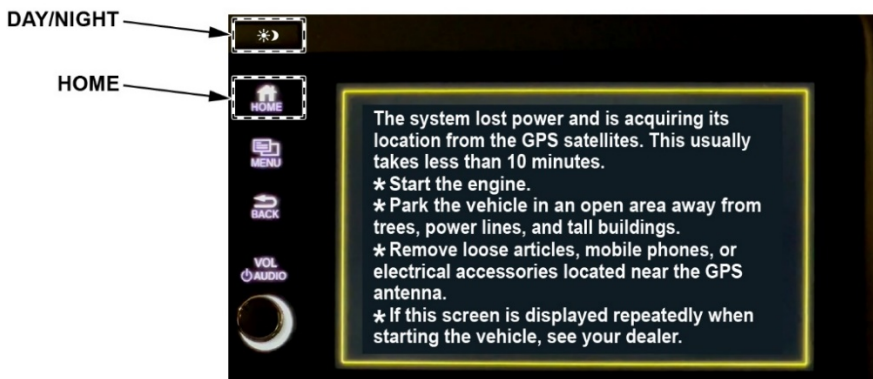 DAY/NIGHT
HOME
HOME
MENU
BACK
VOL
AUDIO
The system lost power and is acquiring its
location from the GPS satellites. This usually
takes less than 10 minutes.
* Start the engine.
* Park the vehicle in an open area away from
trees, power lines, and tall buildings.
* Remove loose articles, mobile phones, or
electrical accessories located near the GPS
antenna.
* If this screen is displayed repeatedly when
starting the vehicle, see your dealer.